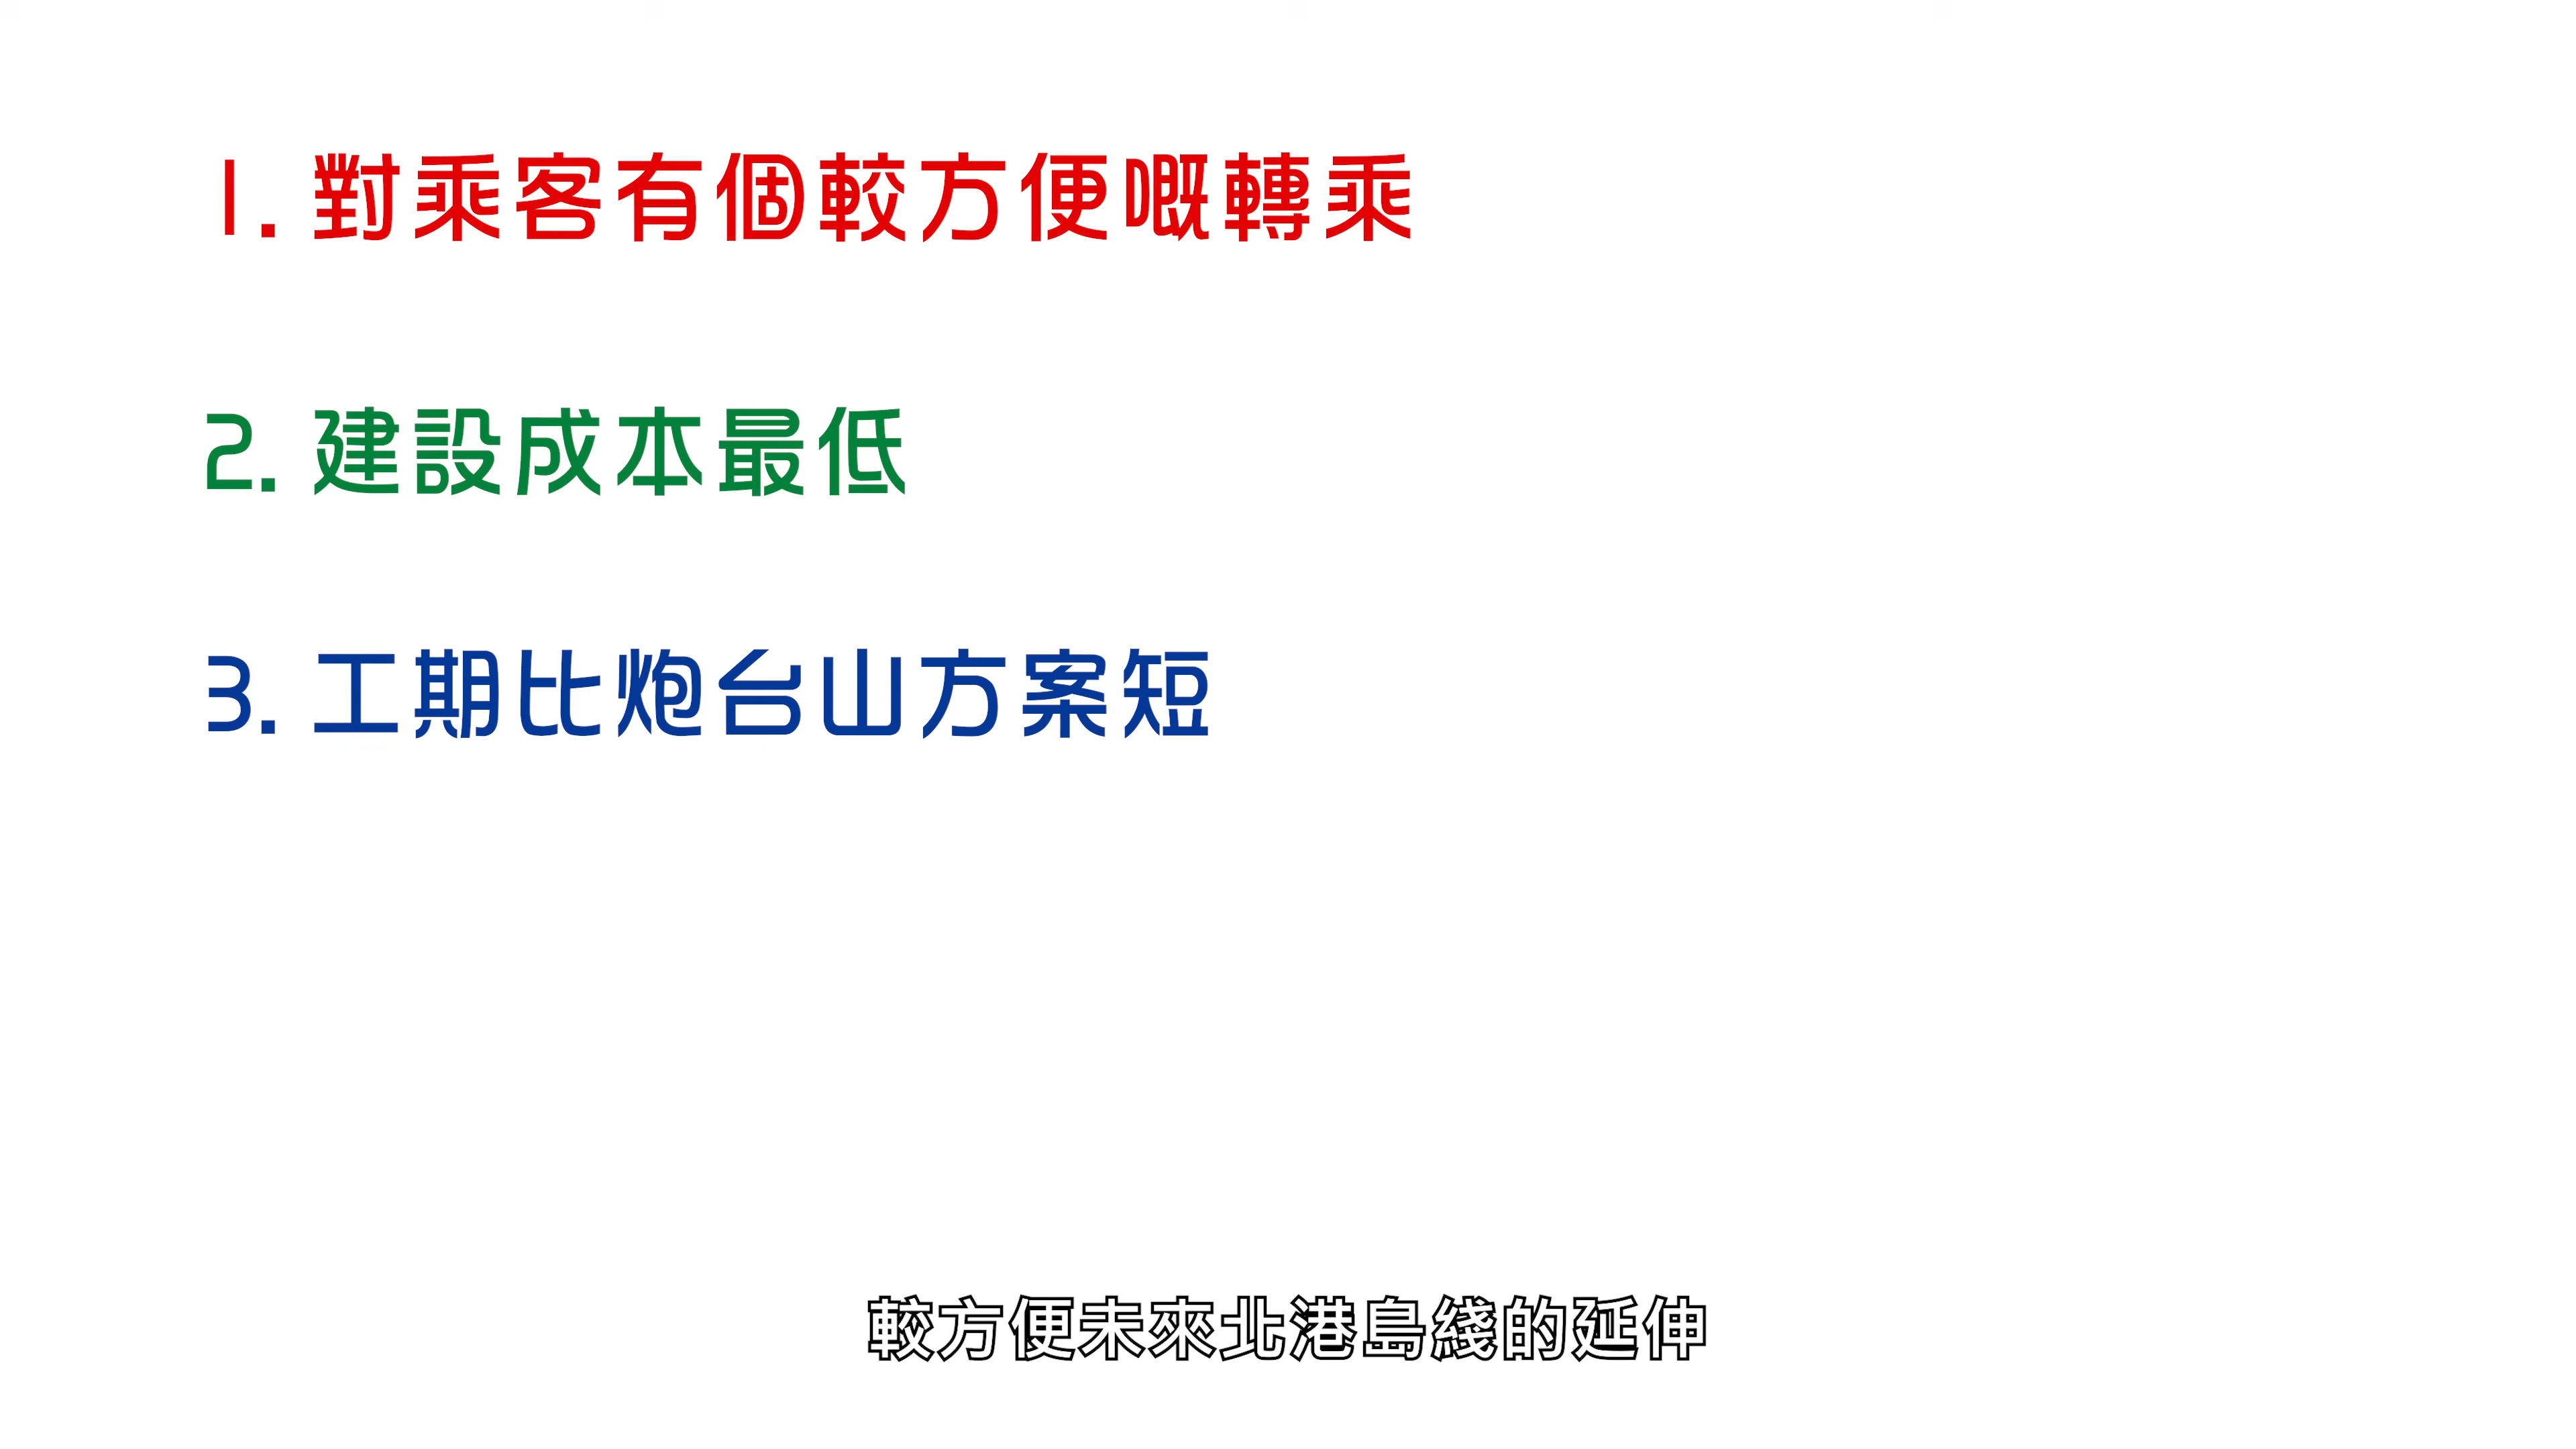 1. 對乘客有個較方便嘅轉乘
2. 建設成本最低
3. 工期比炮台山方案短
較方便未來北港島綫的延伸